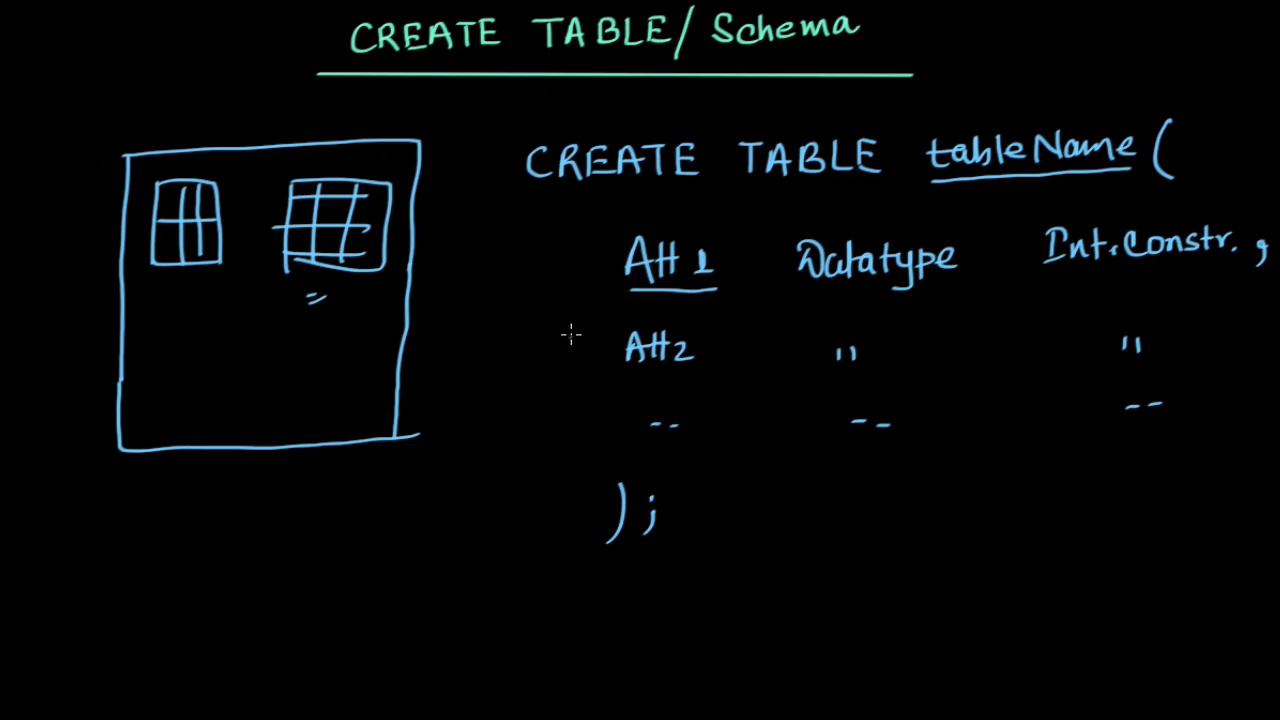 CREATE TABLE/Schema
CREATE TABLE tableName (
Att1 Datatype Int.Constr. ,
Att2 " "
-- -- --
) ;